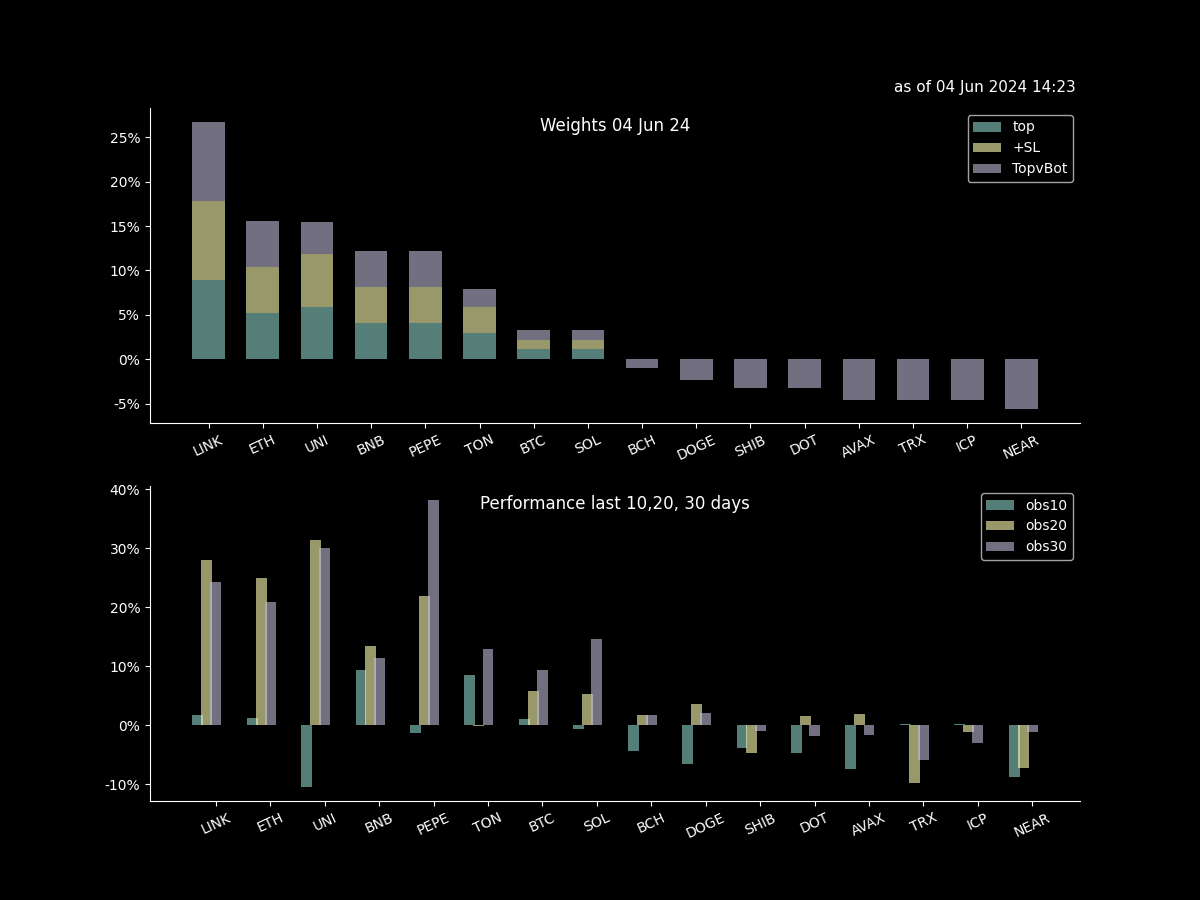 as of 04 Jun 2024 14:23
Weights 04 Jun 24
top
+SL
TopvBot
25%
20%
15%
10%
5%
0%
-5%
LINK ETH UNI BNB PEPE TON BTC SOL BCH DOGE SHIB DOT AVAX TRX ICP NEAR
Performance last 10,20, 30 days
obs10
obs20
obs30
40%
30%
20%
10%
0%
-10%
LINK ETH UNI BNB PEPE TON BTC SOL BCH DOGE SHIB DOT AVAX TRX ICP NEAR